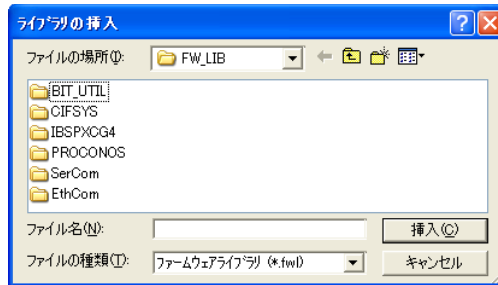 ﾗｲﾌﾞﾗﾘの挿入
ファイルの場所(I): FW_LIB
BIT_UTIL
CIFSYS
IBSPXCG4
PROCONOS
SerCom
EthCom
ファイル名(N): 挿入(C)
ファイルの種類(T): ﾌｧｰﾑｳｪｱﾗｲﾌﾞﾗﾘ (*.fwl) キャンセル